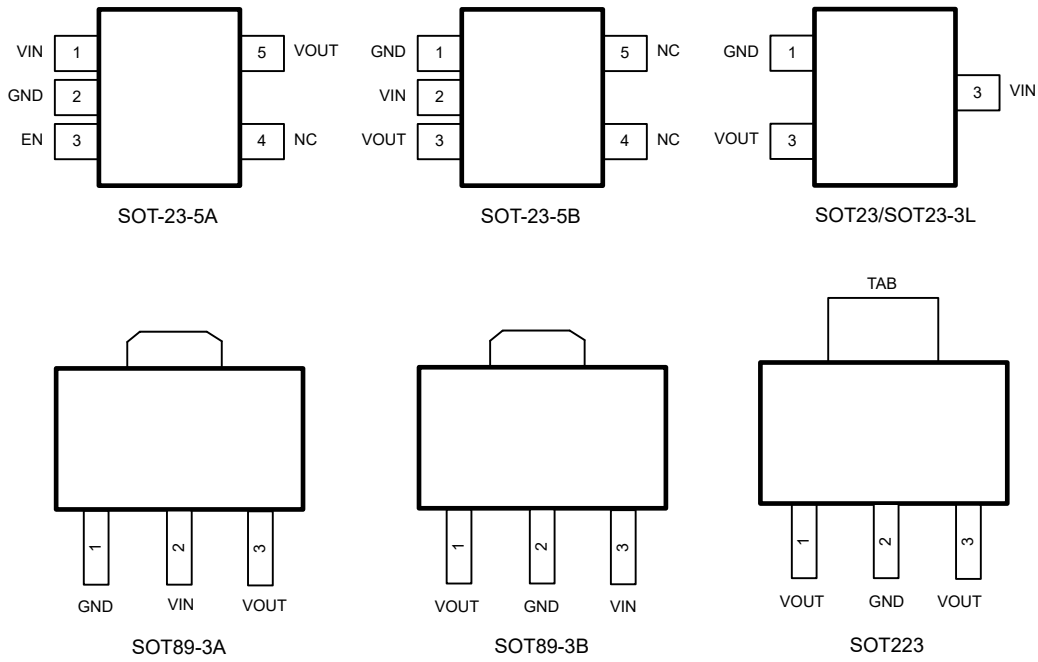 VIN 1 5 VOUT
GND 2
EN 3 4 NC
SOT-23-5A
GND 1 5 NC
VIN 2
VOUT 3 4 NC
SOT-23-5B
GND 1
3 VIN
VOUT 3
SOT23/SOT23-3L
1 2 3
GND VIN VOUT
SOT89-3A
1 2 3
VOUT GND VIN
SOT89-3B
TAB
1 2 3
VOUT GND VOUT
SOT223